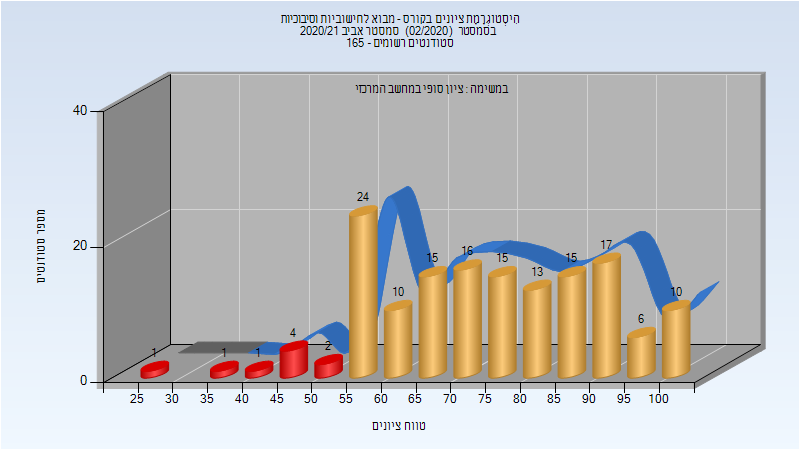 היסטוגרמת ציונים בקורס - מבוא לחישוביות וסיבוכיות
בסמסטר (02/2020) סמסטר אביב 2020/21
סטודנטים רשומים - 165
במשימה : ציון סופי במחשב המרכזי
40
20
0
מספר סטודנטים
1
1
1
4
2
24
10
15
16
15
13
15
17
6
10
25 30 35 40 45 50 55 60 65 70 75 80 85 90 95 100
טווח ציונים